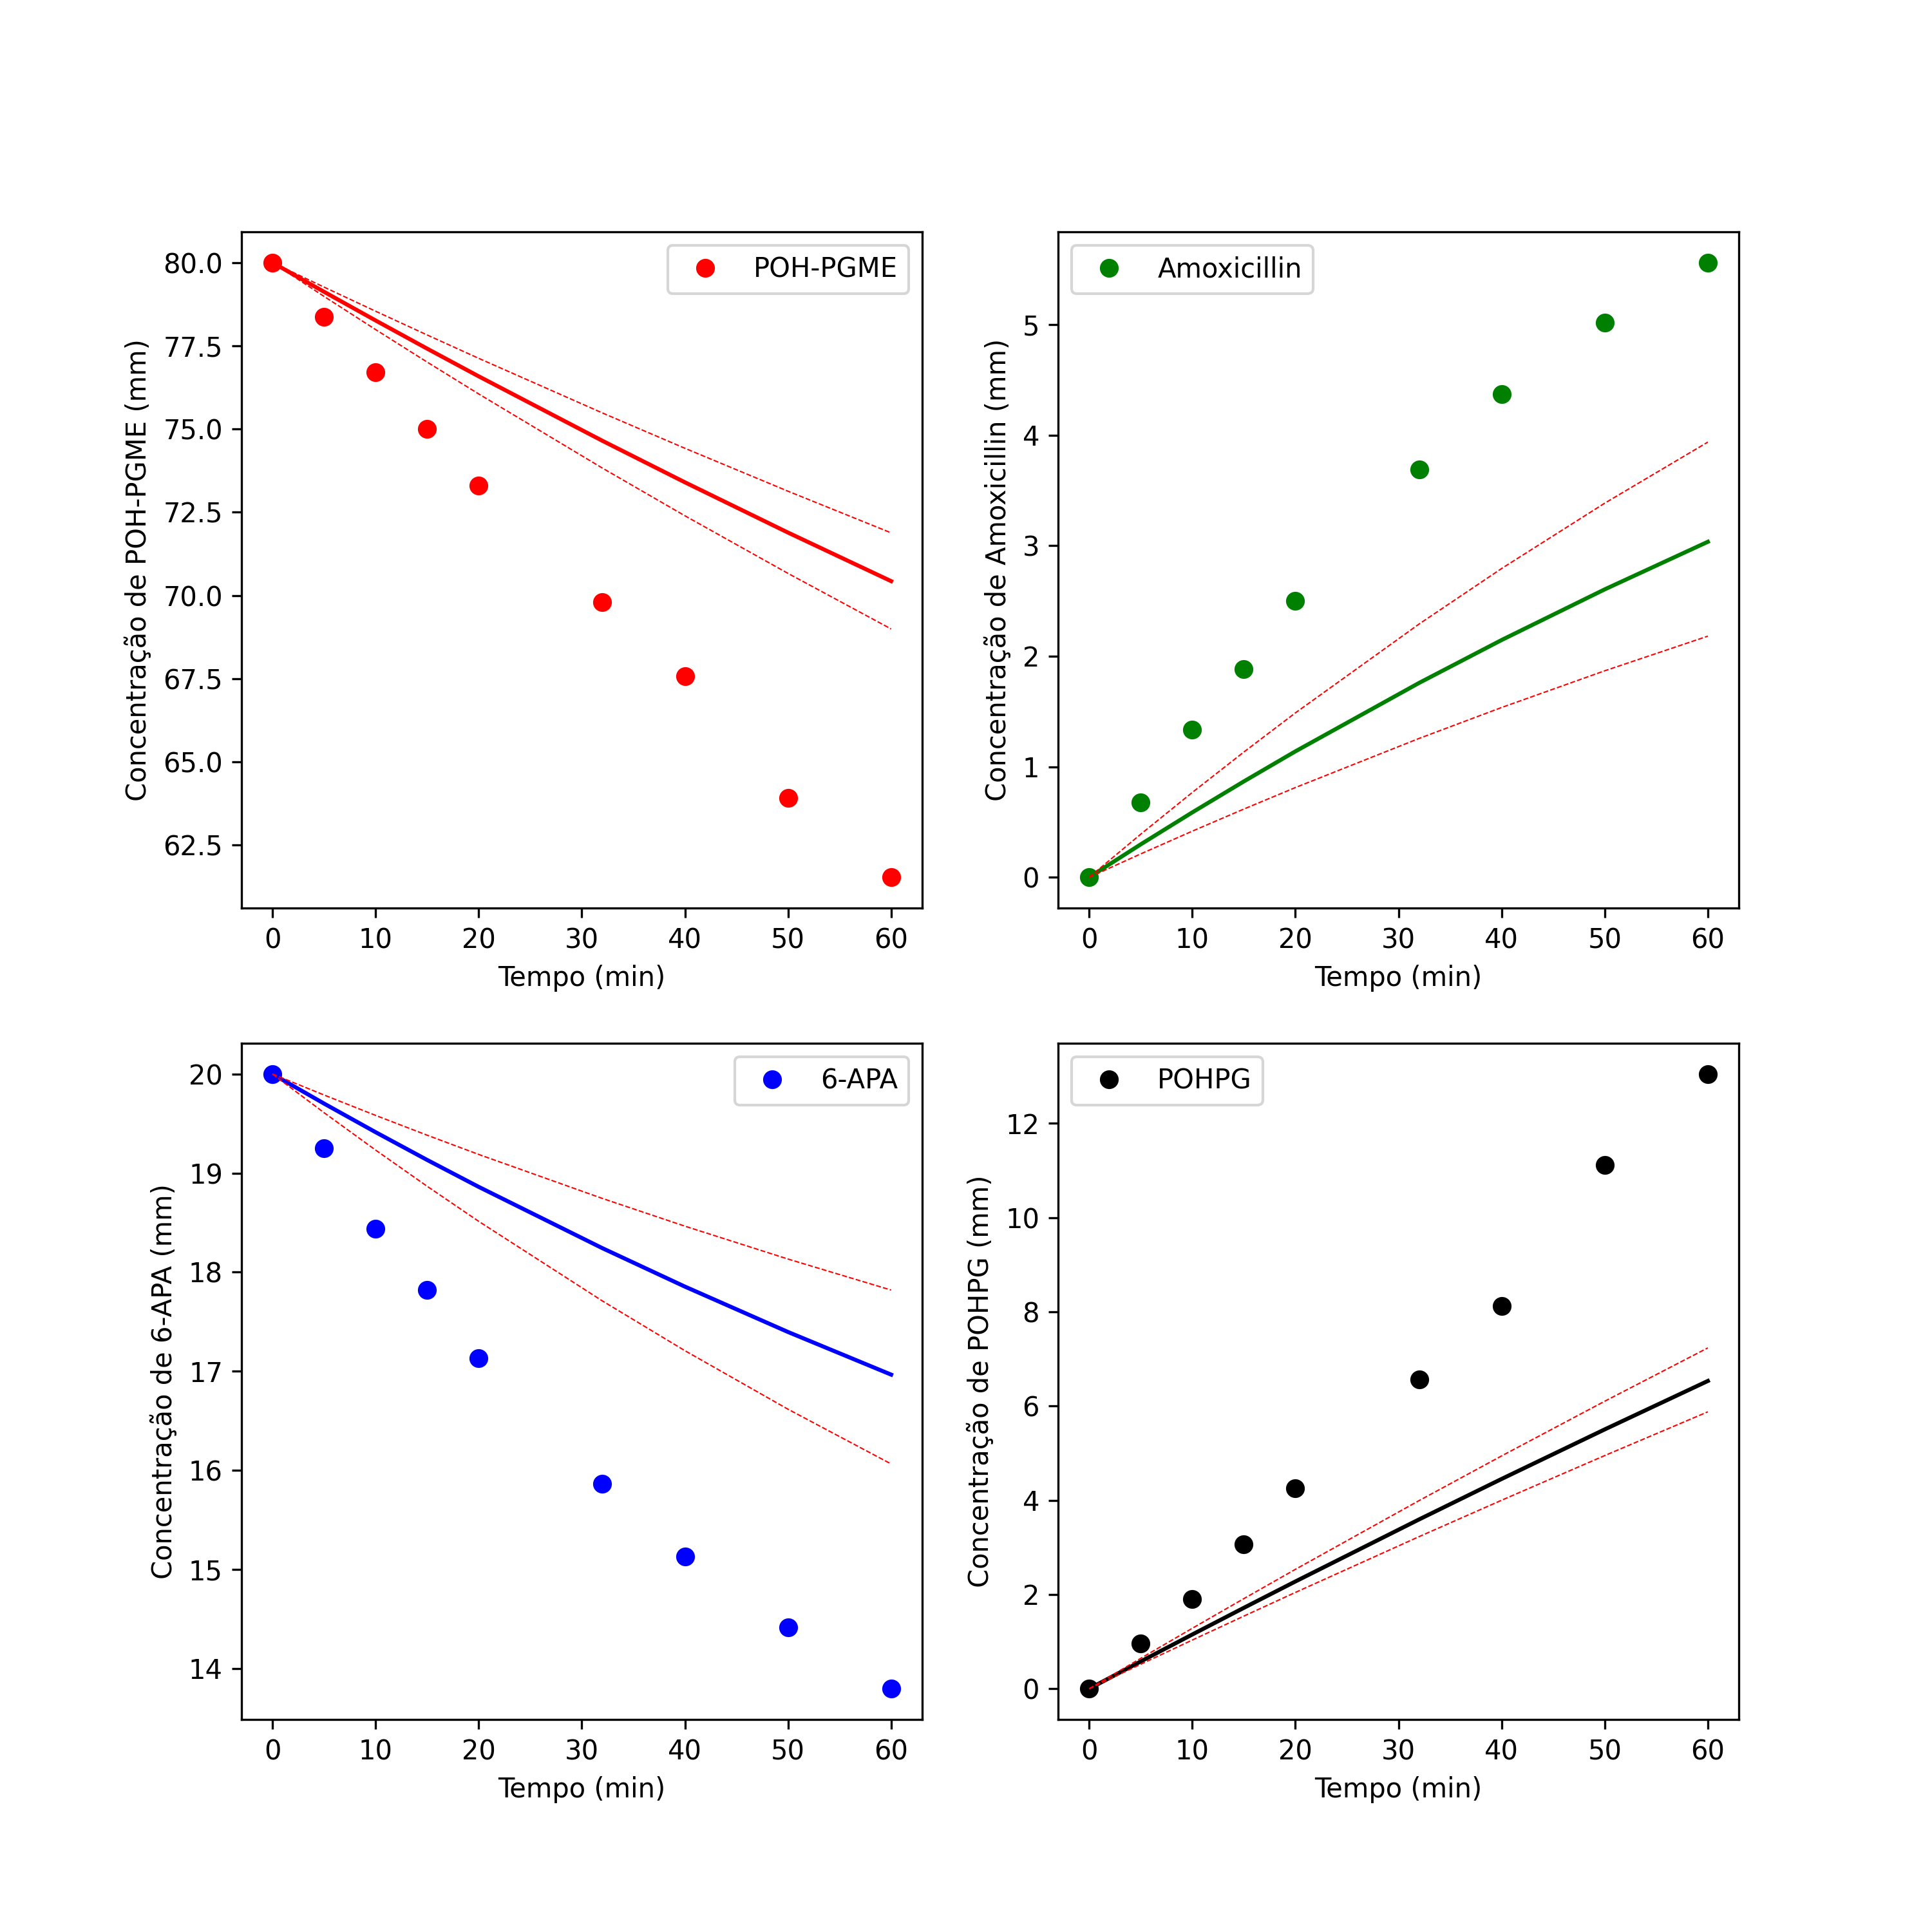 POH-PGME
Concentração de POH-PGME (mm)
80.0
77.5
75.0
72.5
70.0
67.5
65.0
62.5
0 10 20 30 40 50 60
Tempo (min)
Amoxicillin
Concentração de Amoxicillin (mm)
5
4
3
2
1
0
0 10 20 30 40 50 60
Tempo (min)
6-APA
Concentração de 6-APA (mm)
20
19
18
17
16
15
14
0 10 20 30 40 50 60
Tempo (min)
POHPG
Concentração de POHPG (mm)
12
10
8
6
4
2
0
0 10 20 30 40 50 60
Tempo (min)